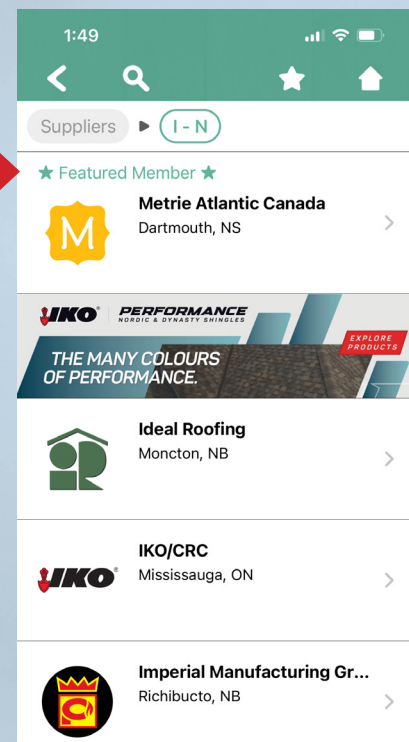 1:49
Suppliers ▶ I - N
★ Featured Member ★
M
Metrie Atlantic Canada
Dartmouth, NS
IKO® PERFORMANCE
NORDIC & DYNASTY SHINGLES
THE MANY COLOURS
OF PERFORMANCE.
EXPLORE
PRODUCTS
Ideal Roofing
Moncton, NB
IKO/CRC
IKO®
Mississauga, ON
Imperial Manufacturing Gr...
Richibucto, NB